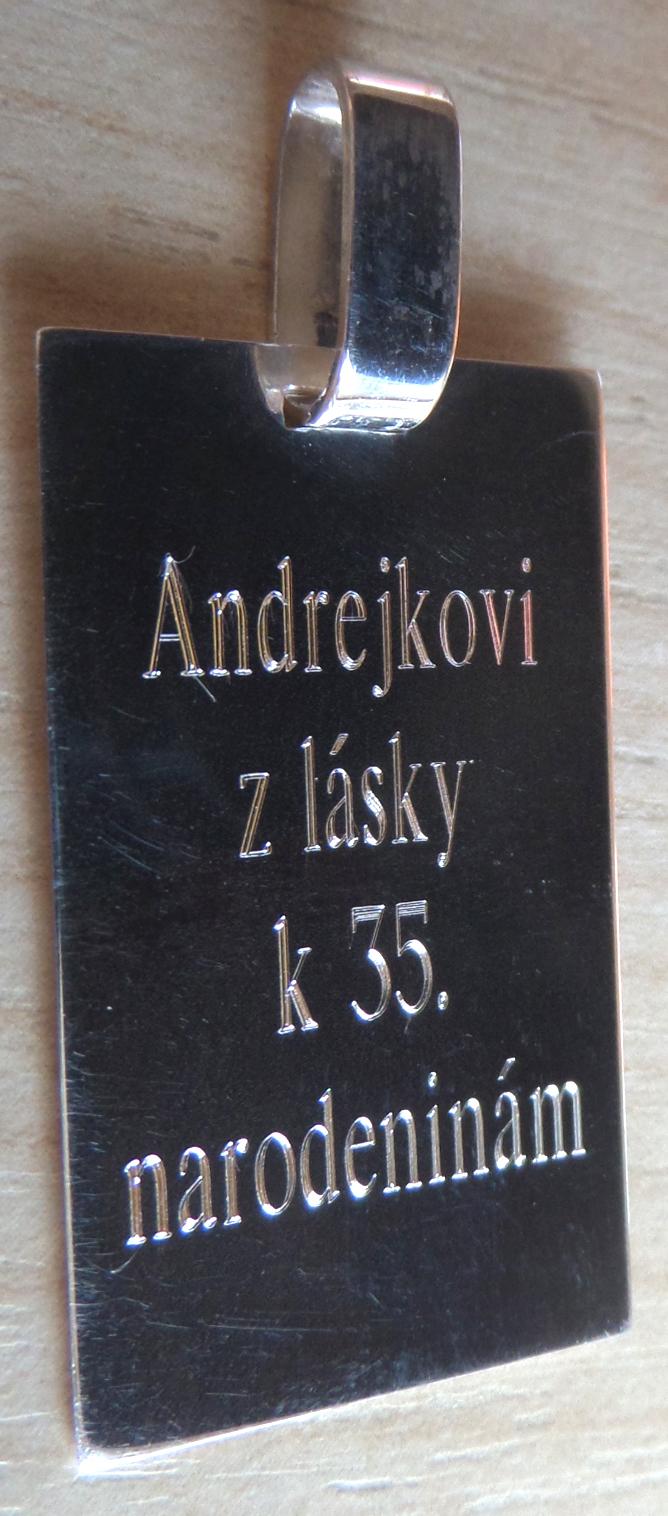 Andrejkovi
z lásky
k 35.
narodeninám